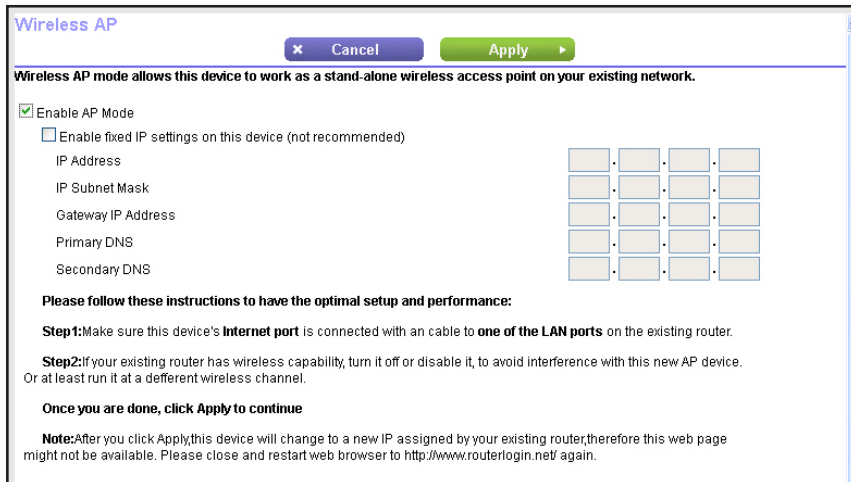 Wireless AP
Cancel
Apply
Wireless AP mode allows this device to work as a stand-alone wireless access point on your existing network.
Enable AP Mode
Enable fixed IP settings on this device (not recommended)
IP Address . . .
IP Subnet Mask . . .
Gateway IP Address . . .
Primary DNS . . .
Secondary DNS . . .
Please follow these instructions to have the optimal setup and performance:
Step1:Make sure this device's Internet port is connected with an cable to one of the LAN ports on the existing router.
Step2:If your existing router has wireless capability, turn it off or disable it, to avoid interference with this new AP device.
Or at least run it at a defferent wireless channel.
Once you are done, click Apply to continue
Note:After you click Apply,this device will change to a new IP assigned by your existing router,therefore this web page
might not be available. Please close and restart web browser to http://www.routerlogin.net/ again.